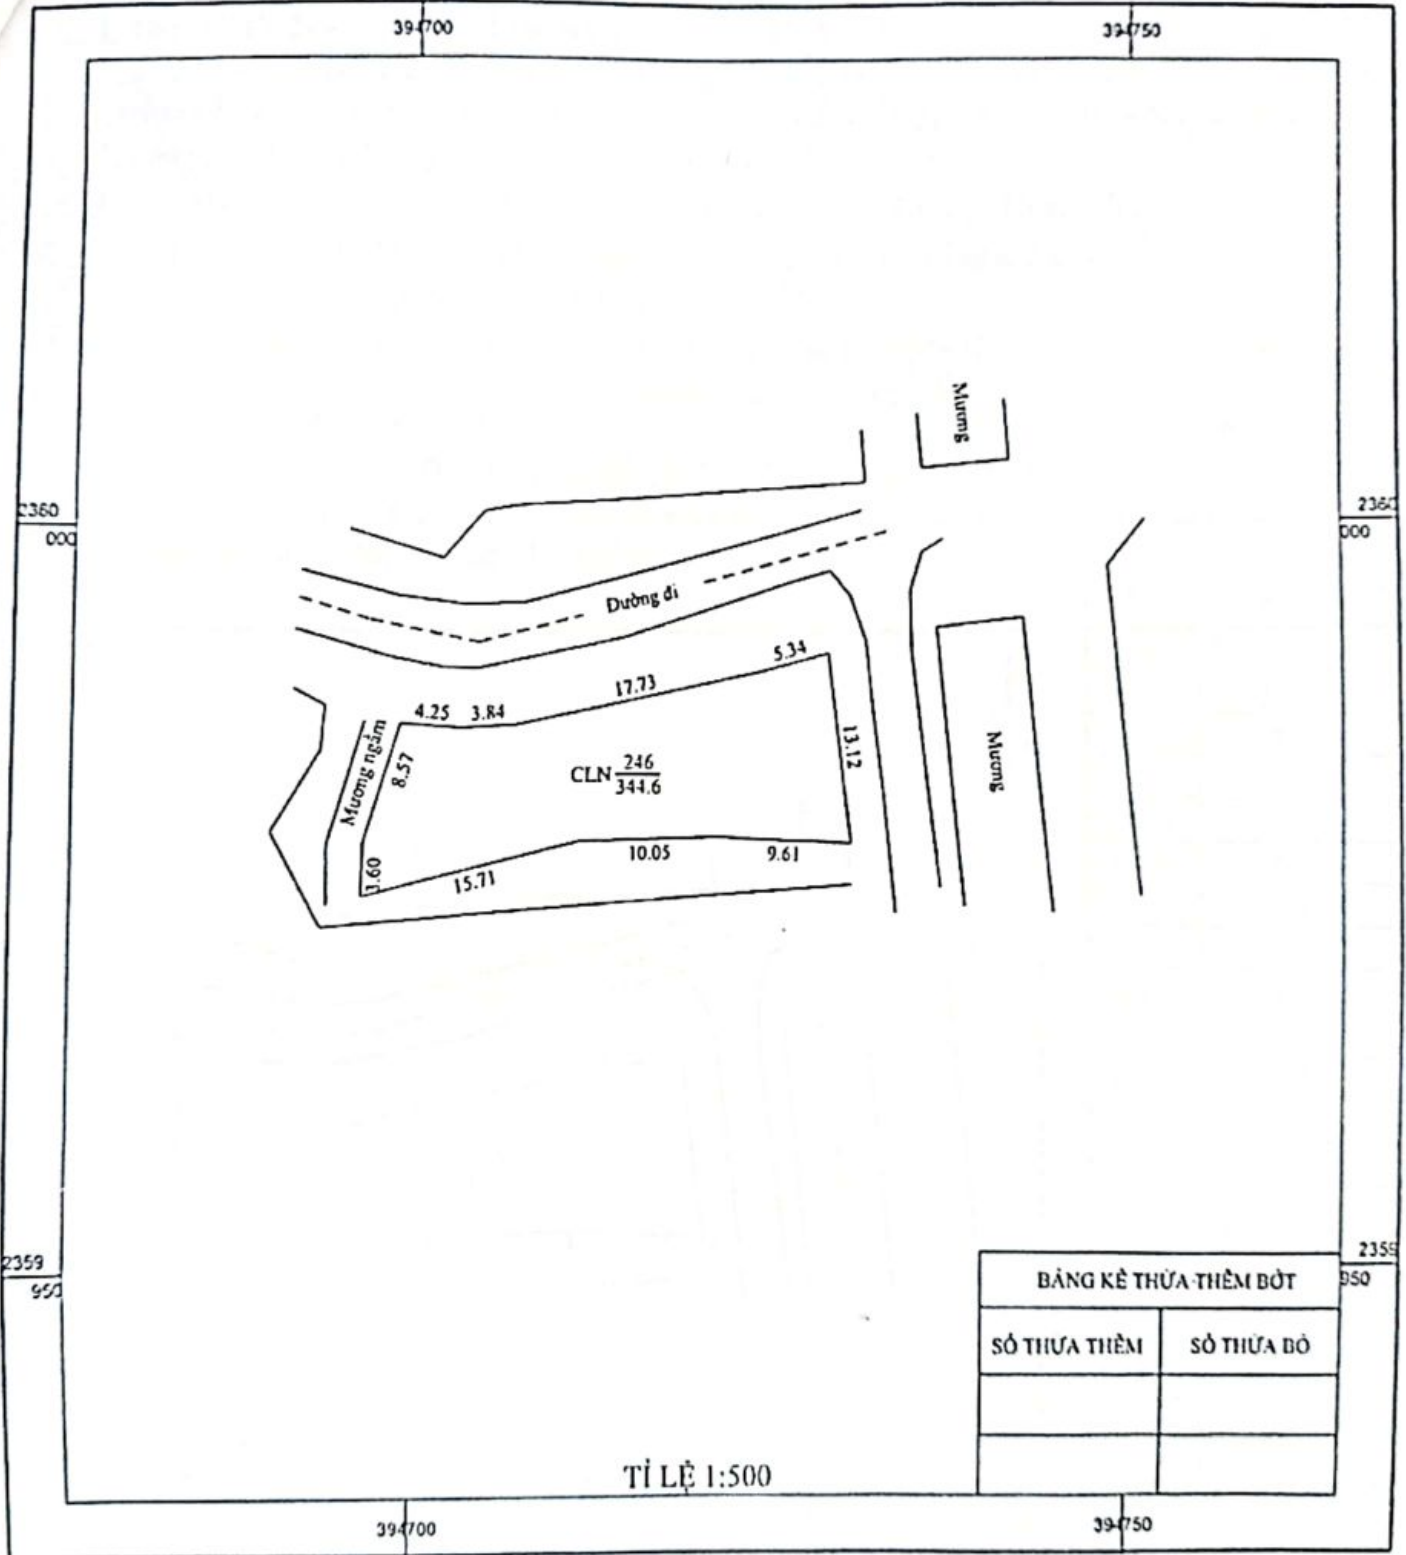 394700
394750
2360
000
2360
000
Mương
Đường đi
5.34
17.73
4.25
3.84
Mương ngầm
8.57
13.12
CLN 246
344.6
Mương
10.05
9.61
3.60
15.71
2359
950
2359
950
BẢNG KÊ THỬA THÊM BỚT
SỐ THỬA THÊM
SỐ THỬA BỎ
TỈ LỆ 1:500
394700
394750